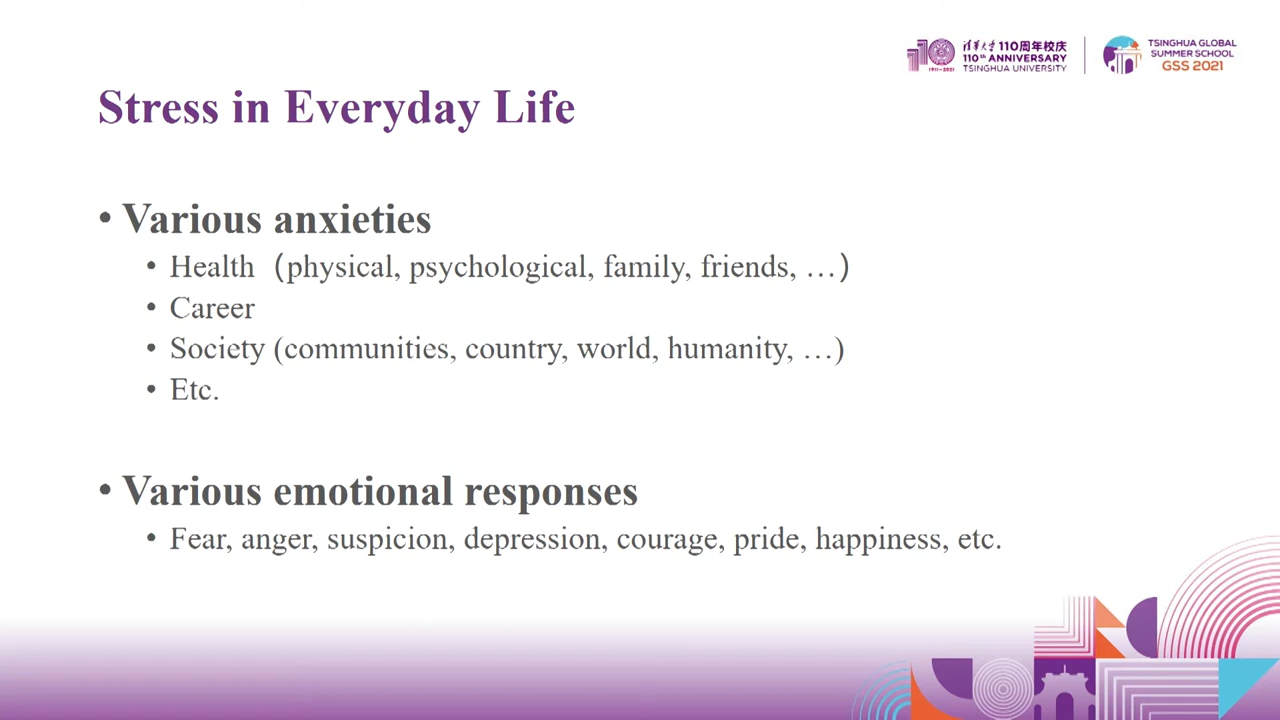 清华大学 110周年校庆
110th ANNIVERSARY
TSINGHUA UNIVERSITY
1911-2021
TSINGHUA GLOBAL
SUMMER SCHOOL
GSS 2021
Stress in Everyday Life
• Various anxieties
• Health（physical, psychological, family, friends, …）
• Career
• Society (communities, country, world, humanity, …)
• Etc.
• Various emotional responses
• Fear, anger, suspicion, depression, courage, pride, happiness, etc.